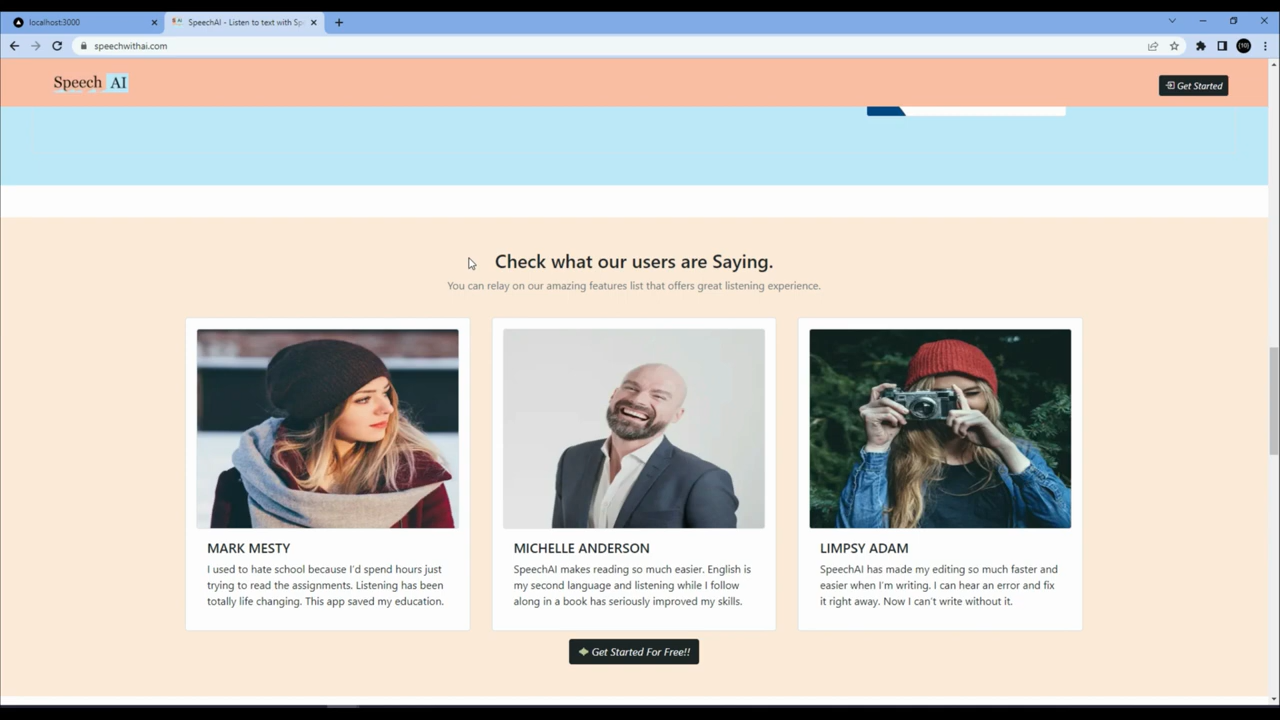 localhost:3000
SpeechAI - Listen to text with Sp
speechwithai.com
Speech AI
Get Started
Check what our users are Saying.
You can relay on our amazing features list that offers great listening experience.
MARK MESTY
I used to hate school because I'd spend hours just
trying to read the assignments. Listening has been
totally life changing. This app saved my education.
MICHELLE ANDERSON
SpeechAI makes reading so much easier. English is
my second language and listening while I follow
along in a book has seriously improved my skills.
LIMPSY ADAM
SpeechAI has made my editing so much faster and
easier when I'm writing. I can hear an error and fix
it right away. Now I can't write without it.
Get Started For Free!!